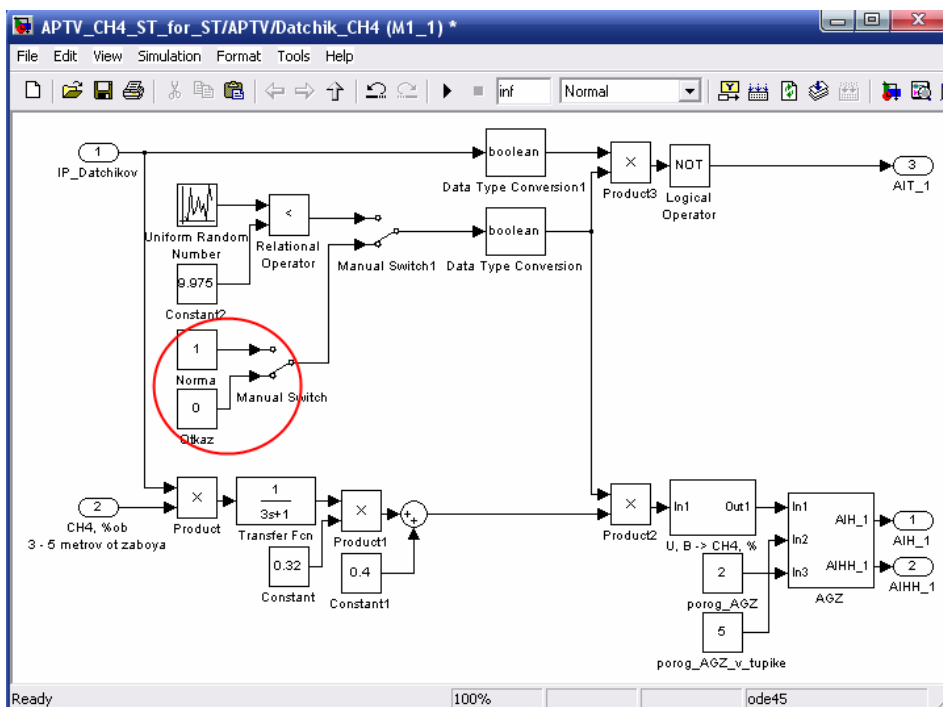 APTV_CH4_ST_for_ST/APTV/Datchik_CH4 (M1_1) *
File Edit View Simulation Format Tools Help
inf Normal
1
IP_Datchikov
boolean
Data Type Conversion1
×
Product3
NOT
Logical
Operator
3
AIT_1
Uniform Random
Number
<
Relational
Operator
Manual Switch1
boolean
Data Type Conversion
9.975
Constant2
1
Norma
Manual Switch
0
Otkaz
2
CH4, %ob
3 - 5 metrov ot zaboya
×
Product
1
3s+1
Transfer Fcn
×
Product1
0.32
Constant
0.4
Constant1
+
+
×
Product2
In1 Out1
U, B -> CH4, %
2
porog_AGZ
5
porog_AGZ_v_tupike
In1
In2
In3
AIH_1
AIHH_1
AGZ
1
AIH_1
2
AIHH_1
Ready 100% ode45